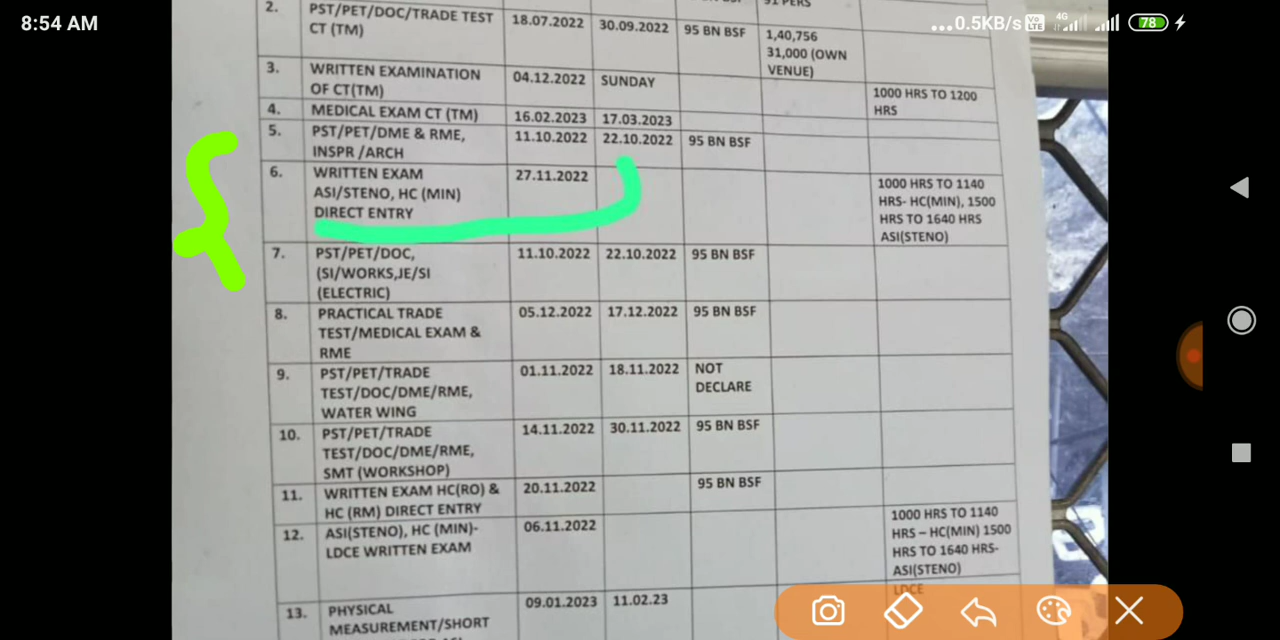 8:54 AM
...0.5KB/s Vo LTE 4G 78
2. PST/PET/DOC/TRADE TEST 18.07.2022 30.09.2022 95 BN BSF 1,40,756
CT (TM) 31,000 (OWN
VENUE)
3. WRITTEN EXAMINATION 04.12.2022 SUNDAY 1000 HRS TO 1200
OF CT(TM) HRS
4. MEDICAL EXAM CT (TM) 16.02.2023 17.03.2023
5. PST/PET/DME & RME, 11.10.2022 22.10.2022 95 BN BSF
INSPR /ARCH
6. WRITTEN EXAM 27.11.2022 1000 HRS TO 1140
ASI/STENO, HC (MIN) HRS- HC(MIN), 1500
DIRECT ENTRY HRS TO 1640 HRS
ASI(STENO)
7. PST/PET/DOC, 11.10.2022 22.10.2022 95 BN BSF
(SI/WORKS,JE/SI
(ELECTRIC)
8. PRACTICAL TRADE 05.12.2022 17.12.2022 95 BN BSF
TEST/MEDICAL EXAM &
RME
9. PST/PET/TRADE 01.11.2022 18.11.2022 NOT
TEST/DOC/DME/RME, DECLARE
WATER WING
10. PST/PET/TRADE 14.11.2022 30.11.2022 95 BN BSF
TEST/DOC/DME/RME,
SMT (WORKSHOP)
11. WRITTEN EXAM HC(RO) & 20.11.2022 95 BN BSF
HC (RM) DIRECT ENTRY
12. ASI(STENO), HC (MIN)- 06.11.2022 1000 HRS TO 1140
LDCE WRITTEN EXAM HRS – HC(MIN) 1500
HRS TO 1640 HRS-
ASI(STENO)
LDCE
13. PHYSICAL 09.01.2023 11.02.23
MEASUREMENT/SHORT